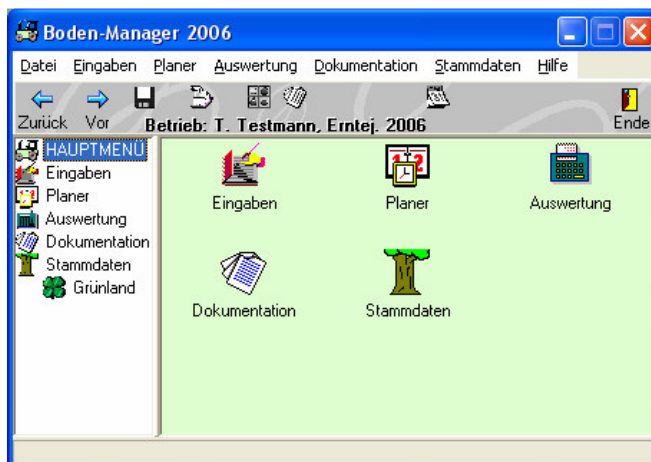 Boden-Manager 2006
Datei Eingaben Planer Auswertung Dokumentation Stammdaten Hilfe
Zurück Vor Betrieb: T. Testmann, Erntej. 2006 Ende
HAUPTMENÜ
Eingaben
Planer
Auswertung
Dokumentation
Stammdaten
Grünland
Eingaben Planer Auswertung
Dokumentation Stammdaten